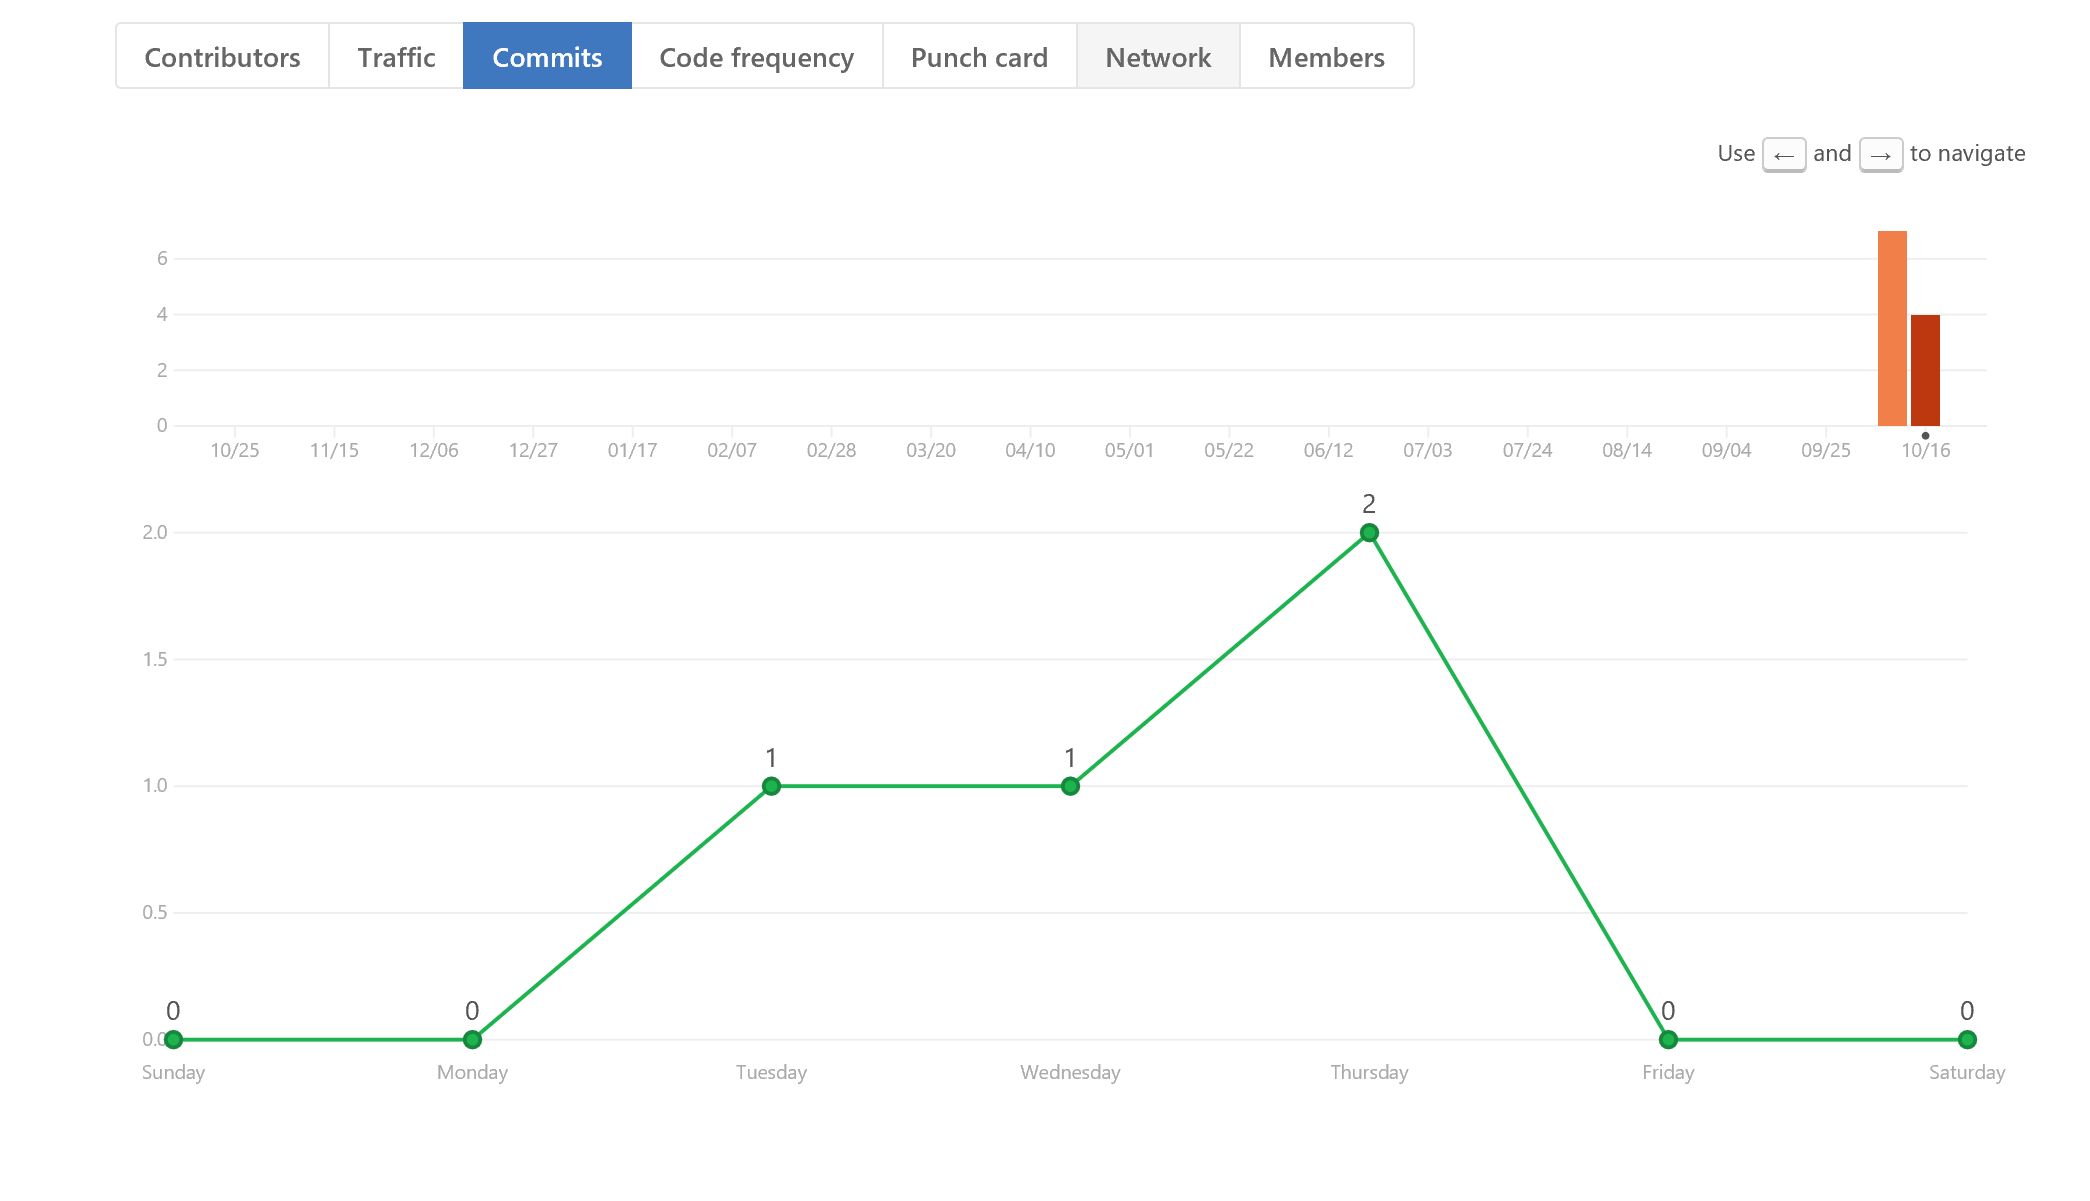 Contributors Traffic Commits Code frequency Punch card Network Members
Use ← and → to navigate
6
4
2
0
10/25 11/15 12/06 12/27 01/17 02/07 02/28 03/20 04/10 05/01 05/22 06/12 07/03 07/24 08/14 09/04 09/25 10/16
2
2.0
1.5
1 1
1.0
0.5
0 0 0 0
0.0
Sunday Monday Tuesday Wednesday Thursday Friday Saturday